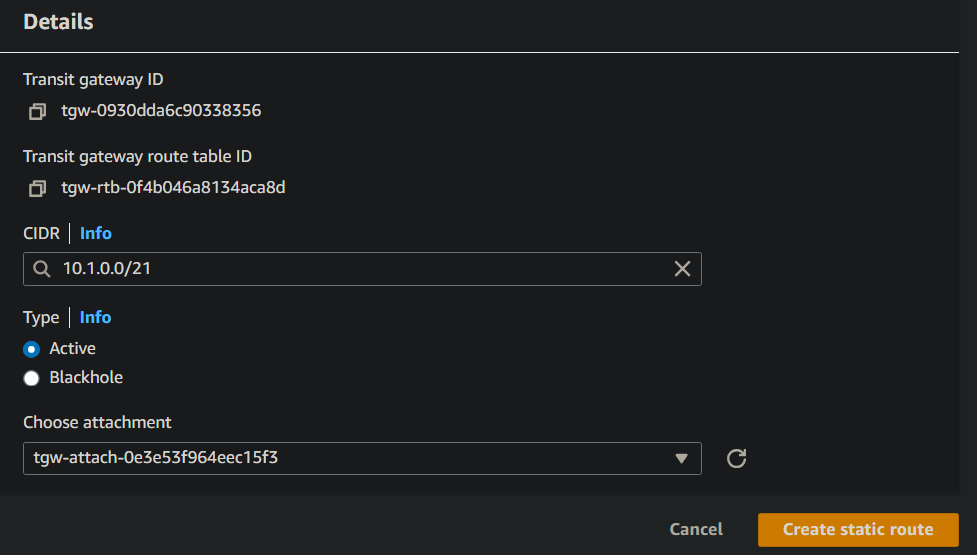 Details
Transit gateway ID
tgw-0930dda6c90338356
Transit gateway route table ID
tgw-rtb-0f4b046a8134aca8d
CIDR | Info
10.1.0.0/21
Type | Info
Active
Blackhole
Choose attachment
tgw-attach-0e3e53f964eec15f3
Cancel Create static route